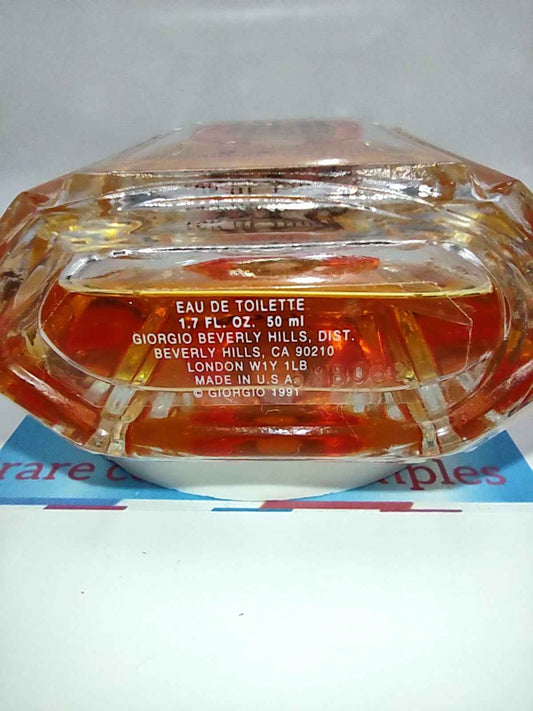 EAU DE TOILETTE
1.7 FL. OZ. 50 ml
GIORGIO BEVERLY HILLS, DIST.
BEVERLY HILLS, CA 90210
LONDON W1Y 1LB
MADE IN U.S.A.
© GIORGIO 1991
rare